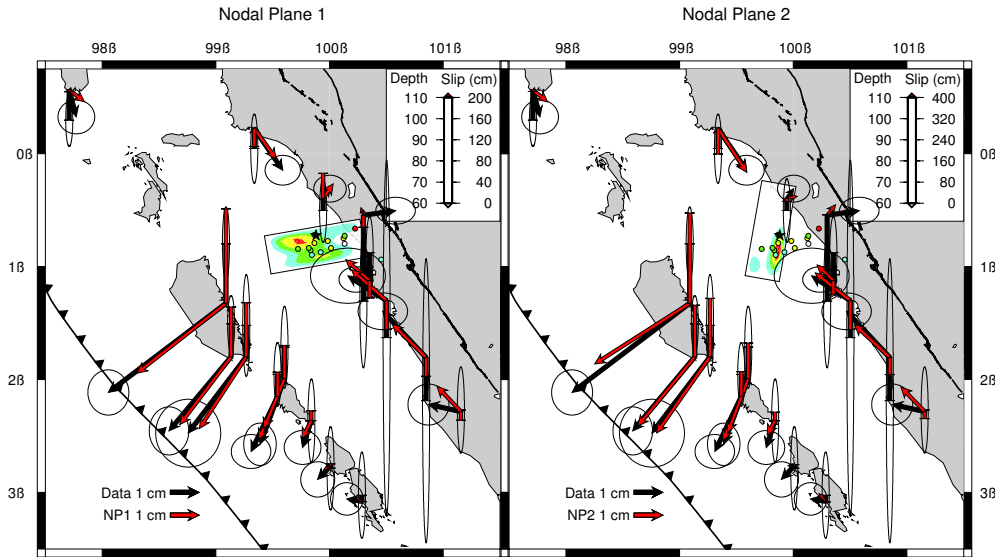 Nodal Plane 1
Nodal Plane 2
98ß 99ß 100ß 101ß
98ß 99ß 100ß 101ß
Depth Slip (cm)
110 200
100 160
90 120
80 80
70 40
60 0
Data 1 cm
NP1 1 cm
Depth Slip (cm)
110 400
100 320
90 240
80 160
70 80
60 0
Data 1 cm
NP2 1 cm
0ß
1ß
2ß
3ß